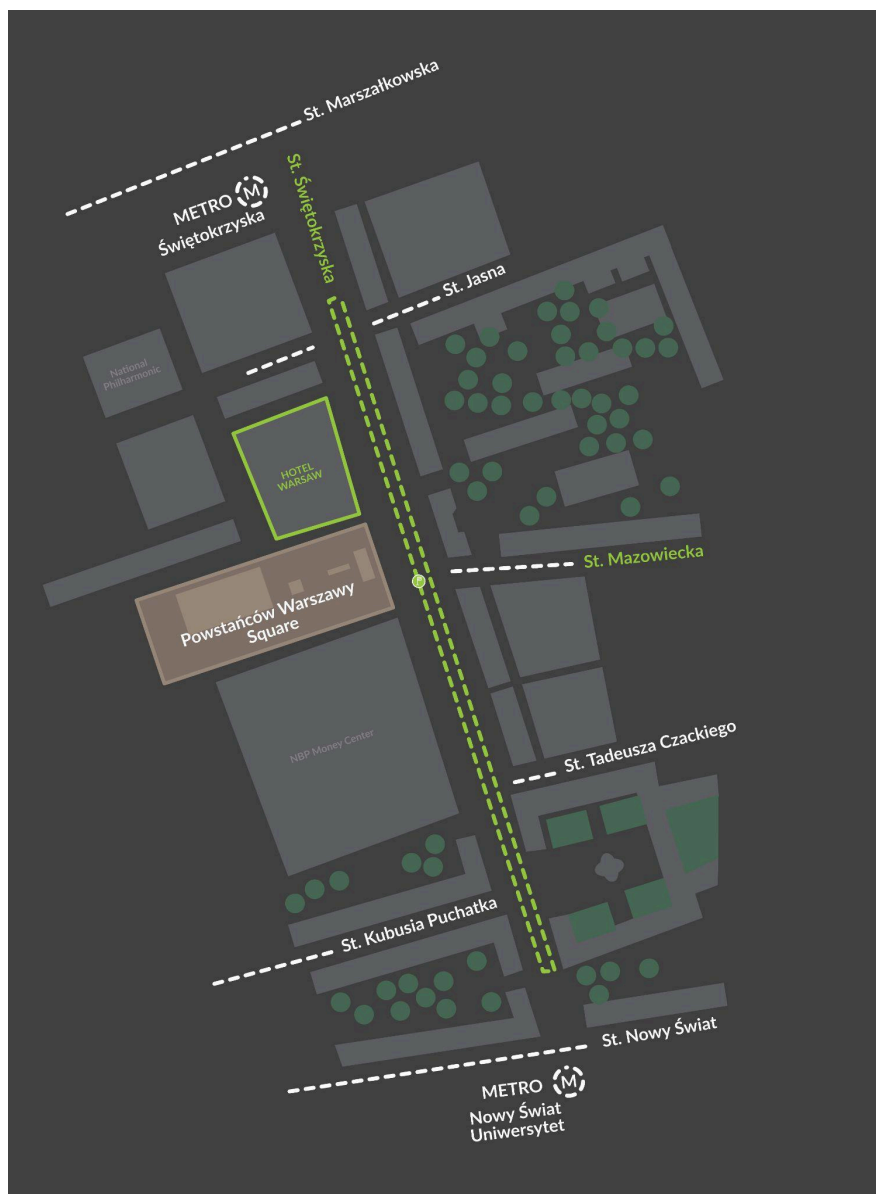 St. Marszałkowska
St. Świętokrzyska
METRO M
Świętokrzyska
St. Jasna
National
Philharmonic
HOTEL
WARSAW
St. Mazowiecka
P
Powstańców Warszawy
Square
NBP Money Center
St. Tadeusza Czackiego
St. Kubusia Puchatka
St. Nowy Świat
METRO M
Nowy Świat
Uniwersytet